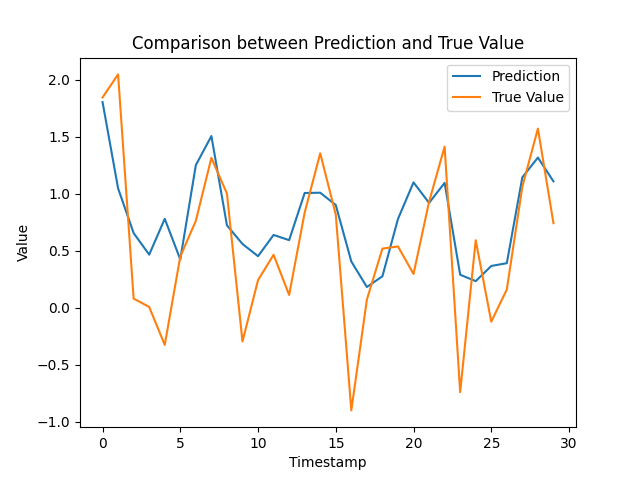 Comparison between Prediction and True Value
Prediction
True Value
2.0
1.5
1.0
0.5
0.0
−0.5
−1.0
Value
0 5 10 15 20 25 30
Timestamp